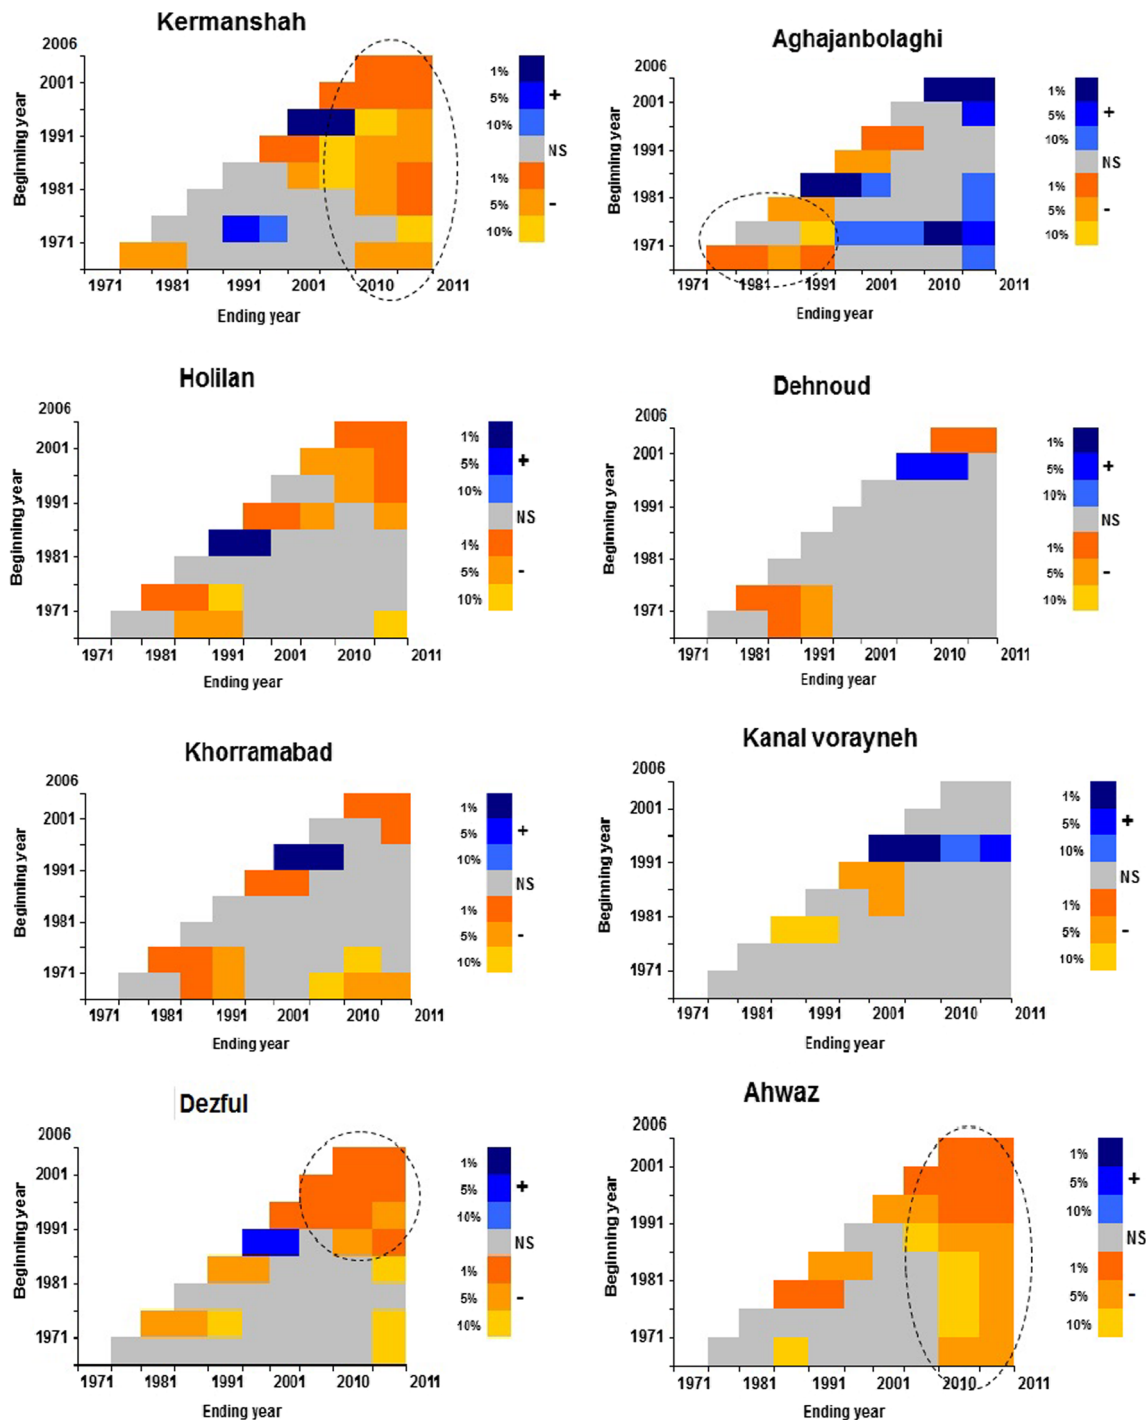 Kermanshah
2006
2001
1991
1981
1971
Beginning year
1971 1981 1991 2001 2010 2011
Ending year
1%
5% +
10%
NS
1%
5% -
10%
Aghajanbolaghi
2006
2001
1991
1981
1971
Beginning year
1971 1981 1991 2001 2010 2011
Ending year
1%
5% +
10%
NS
1%
5% -
10%
Holilan
2006
2001
1991
1981
1971
Beginning year
1971 1981 1991 2001 2010 2011
Ending year
1%
5% +
10%
NS
1%
5% -
10%
Dehnoud
2006
2001
1991
1981
1971
Beginning year
1971 1981 1991 2001 2010 2011
Ending year
1%
5% +
10%
NS
1%
5% -
10%
Khorramabad
2006
2001
1991
1981
1971
Beginning year
1971 1981 1991 2001 2010 2011
Ending year
1%
5% +
10%
NS
1%
5% -
10%
Kanal vorayneh
2006
2001
1991
1981
1971
Beginning year
1971 1981 1991 2001 2010 2011
Ending year
1%
5% +
10%
NS
1%
5% -
10%
Dezful
2006
2001
1991
1981
1971
Beginning year
1971 1981 1991 2001 2010 2011
Ending year
1%
5% +
10%
NS
1%
5% -
10%
Ahwaz
2006
2001
1991
1981
1971
Beginning year
1971 1981 1991 2001 2010 2011
Ending year
1%
5% +
10%
NS
1%
5% -
10%